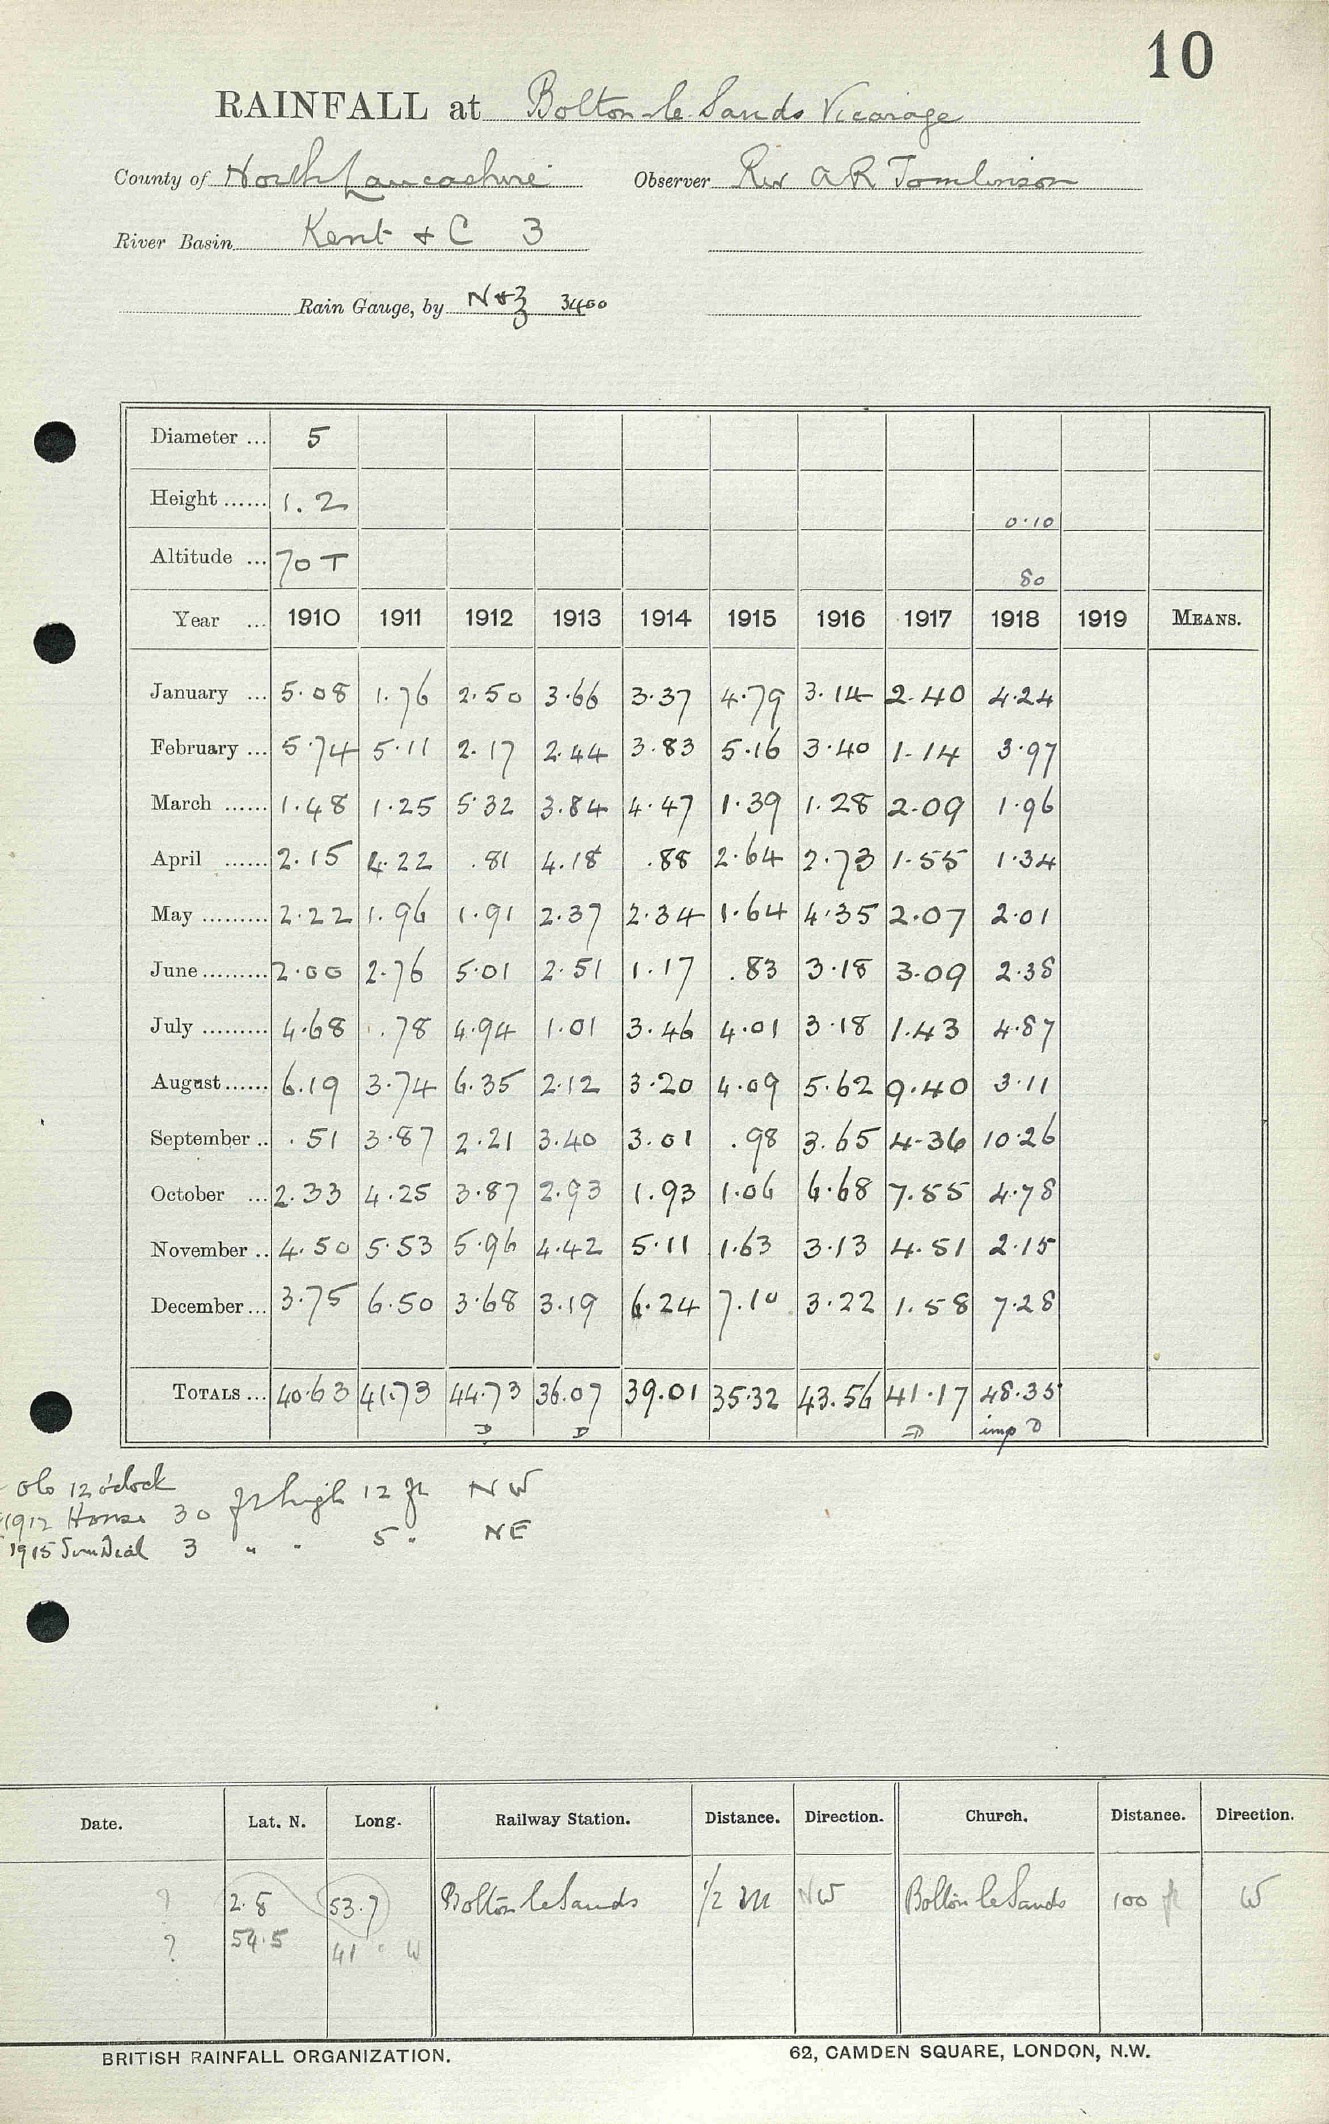 10
RAINFALL at Bolton-le-Sands Vicarage
County of North Lancashire Observer Rev A R Tomlinson
River Basin Kent + C 3
Rain Gauge, by N+Z 3400
Diameter ... 5
Height ...... 1.2 0.10
Altitude ... 70 T 80
Year ... 1910 1911 1912 1913 1914 1915 1916 1917 1918 1919 MEANS.
January ... 5.08 1.76 2.50 3.66 3.37 4.79 3.14 2.40 4.24
February ... 5.74 5.11 2.17 2.44 3.83 5.16 3.40 1.14 3.97
March ...... 1.48 1.25 5.32 3.84 4.47 1.39 1.28 2.09 1.96
April ...... 2.15 4.22 .81 4.18 .88 2.64 2.73 1.55 1.34
May ......... 2.22 1.96 1.91 2.37 2.34 1.64 4.35 2.07 2.01
June ......... 2.00 2.76 5.01 2.51 1.17 .83 3.18 3.09 2.38
July ......... 4.68 .78 4.94 1.01 3.46 4.01 3.18 1.43 4.87
August ...... 6.19 3.74 6.35 2.12 3.20 4.09 5.62 9.40 3.11
September .. .51 3.87 2.21 3.40 3.01 .98 3.65 4.36 10.26
October ... 2.33 4.25 3.87 2.93 1.93 1.06 6.68 7.55 4.78
November .. 4.50 5.53 5.96 4.42 5.11 1.63 3.13 4.51 2.15
December ... 3.75 6.50 3.68 3.19 6.24 7.10 3.22 1.58 7.28
TOTALS ... 40.63 41.73 44.73 36.07 39.01 35.32 43.56 41.17 48.35
D D D imp D
Obs 12 o'clock
1912 House 30 ft high 12 ft NW
1915 Sun Dial 3 " " 5 " NE
Date. Lat. N. Long. Railway Station. Distance. Direction. Church. Distance. Direction.
? 2.8 53.7 Bolton le Sands 1/2 m NW Bolton le Sands 100 ft W
? 54.5 41 " W
BRITISH RAINFALL ORGANIZATION. 62, CAMDEN SQUARE, LONDON, N.W.